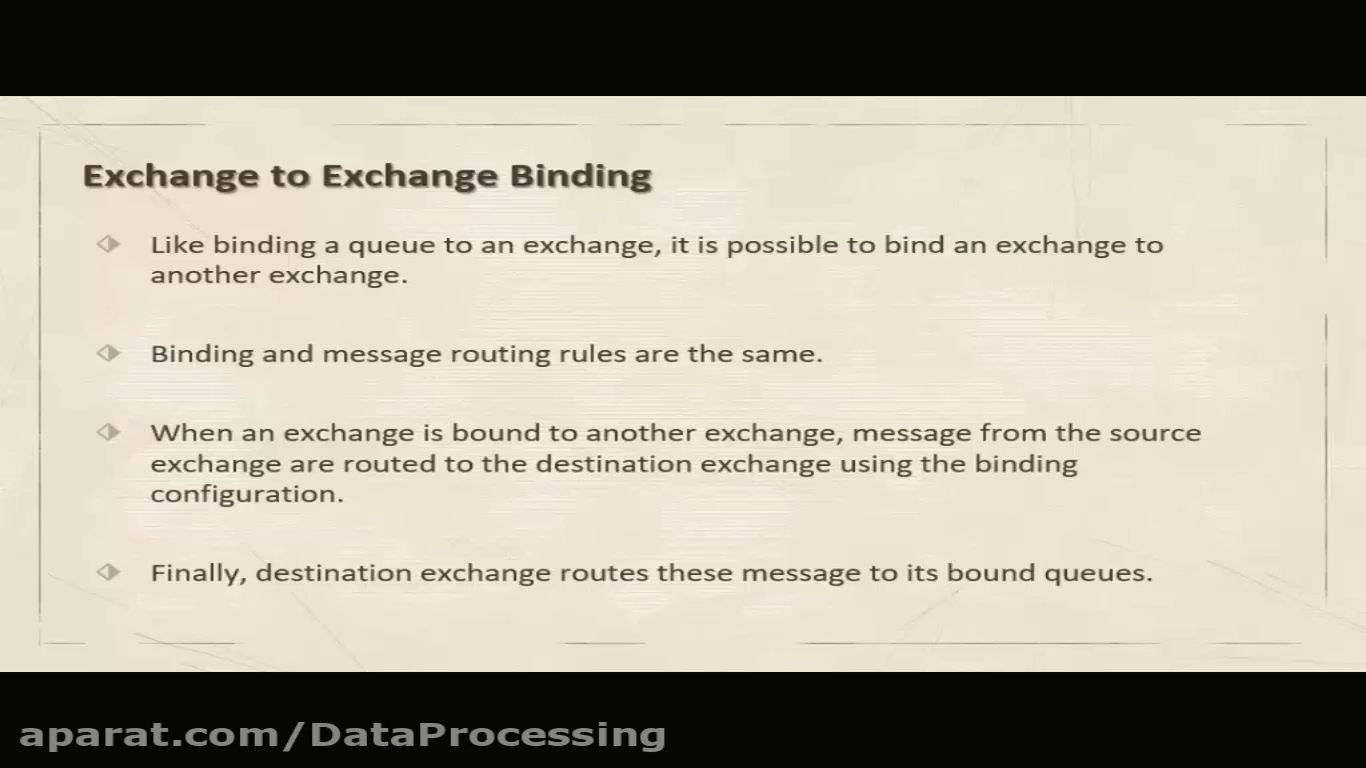 Exchange to Exchange Binding
Like binding a queue to an exchange, it is possible to bind an exchange to
another exchange.
Binding and message routing rules are the same.
When an exchange is bound to another exchange, message from the source
exchange are routed to the destination exchange using the binding
configuration.
Finally, destination exchange routes these message to its bound queues.
aparat.com/DataProcessing